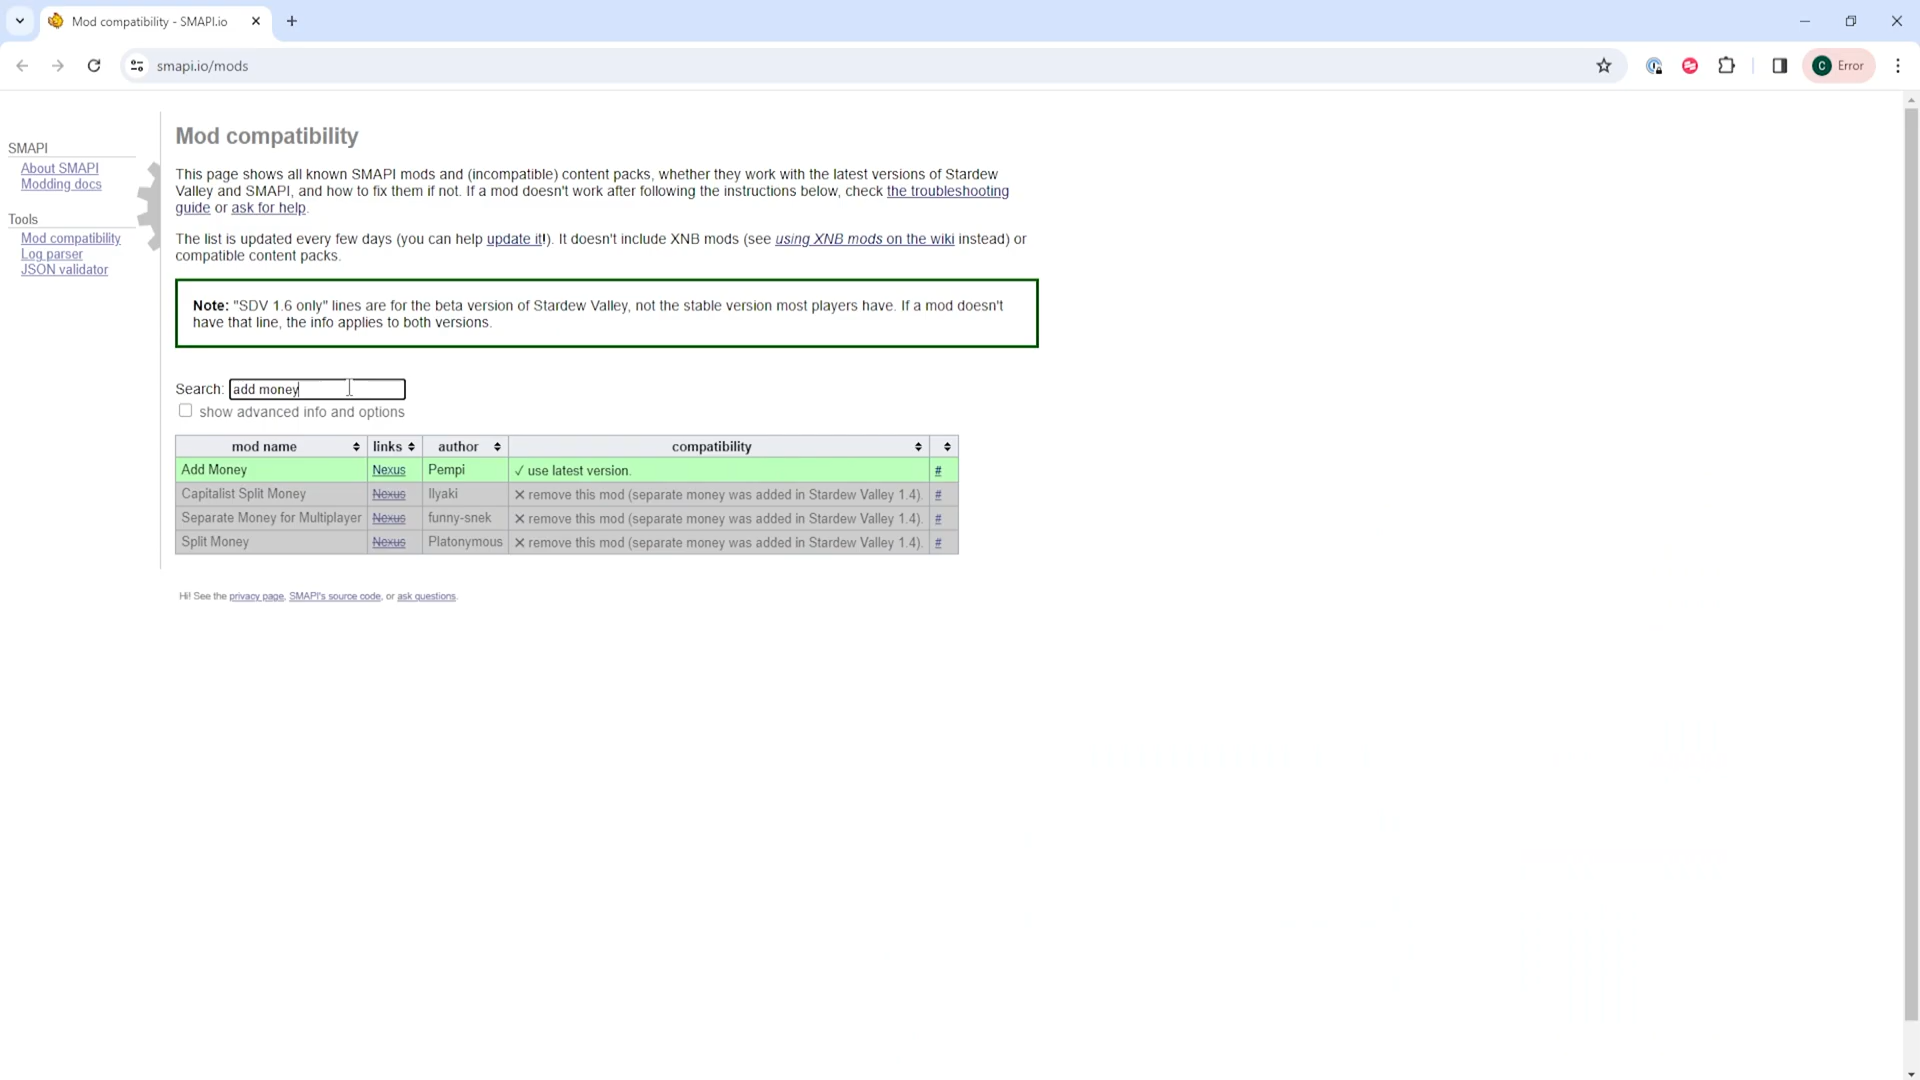 Mod compatibility - SMAPI.io
smapi.io/mods
C Error
SMAPI
About SMAPI
Modding docs
Tools
Mod compatibility
Log parser
JSON validator
Mod compatibility
This page shows all known SMAPI mods and (incompatible) content packs, whether they work with the latest versions of Stardew
Valley and SMAPI, and how to fix them if not. If a mod doesn't work after following the instructions below, check the troubleshooting
guide or ask for help.
The list is updated every few days (you can help update it!). It doesn't include XNB mods (see using XNB mods on the wiki instead) or
compatible content packs.
Note: "SDV 1.6 only" lines are for the beta version of Stardew Valley, not the stable version most players have. If a mod doesn't
have that line, the info applies to both versions.
Search: add money
show advanced info and options
mod name links author compatibility
Add Money Nexus Pempi ✓ use latest version. #
Capitalist Split Money Nexus Ilyaki ✕ remove this mod (separate money was added in Stardew Valley 1.4). #
Separate Money for Multiplayer Nexus funny-snek ✕ remove this mod (separate money was added in Stardew Valley 1.4). #
Split Money Nexus Platonymous ✕ remove this mod (separate money was added in Stardew Valley 1.4). #
Hi! See the privacy page, SMAPI's source code, or ask questions.